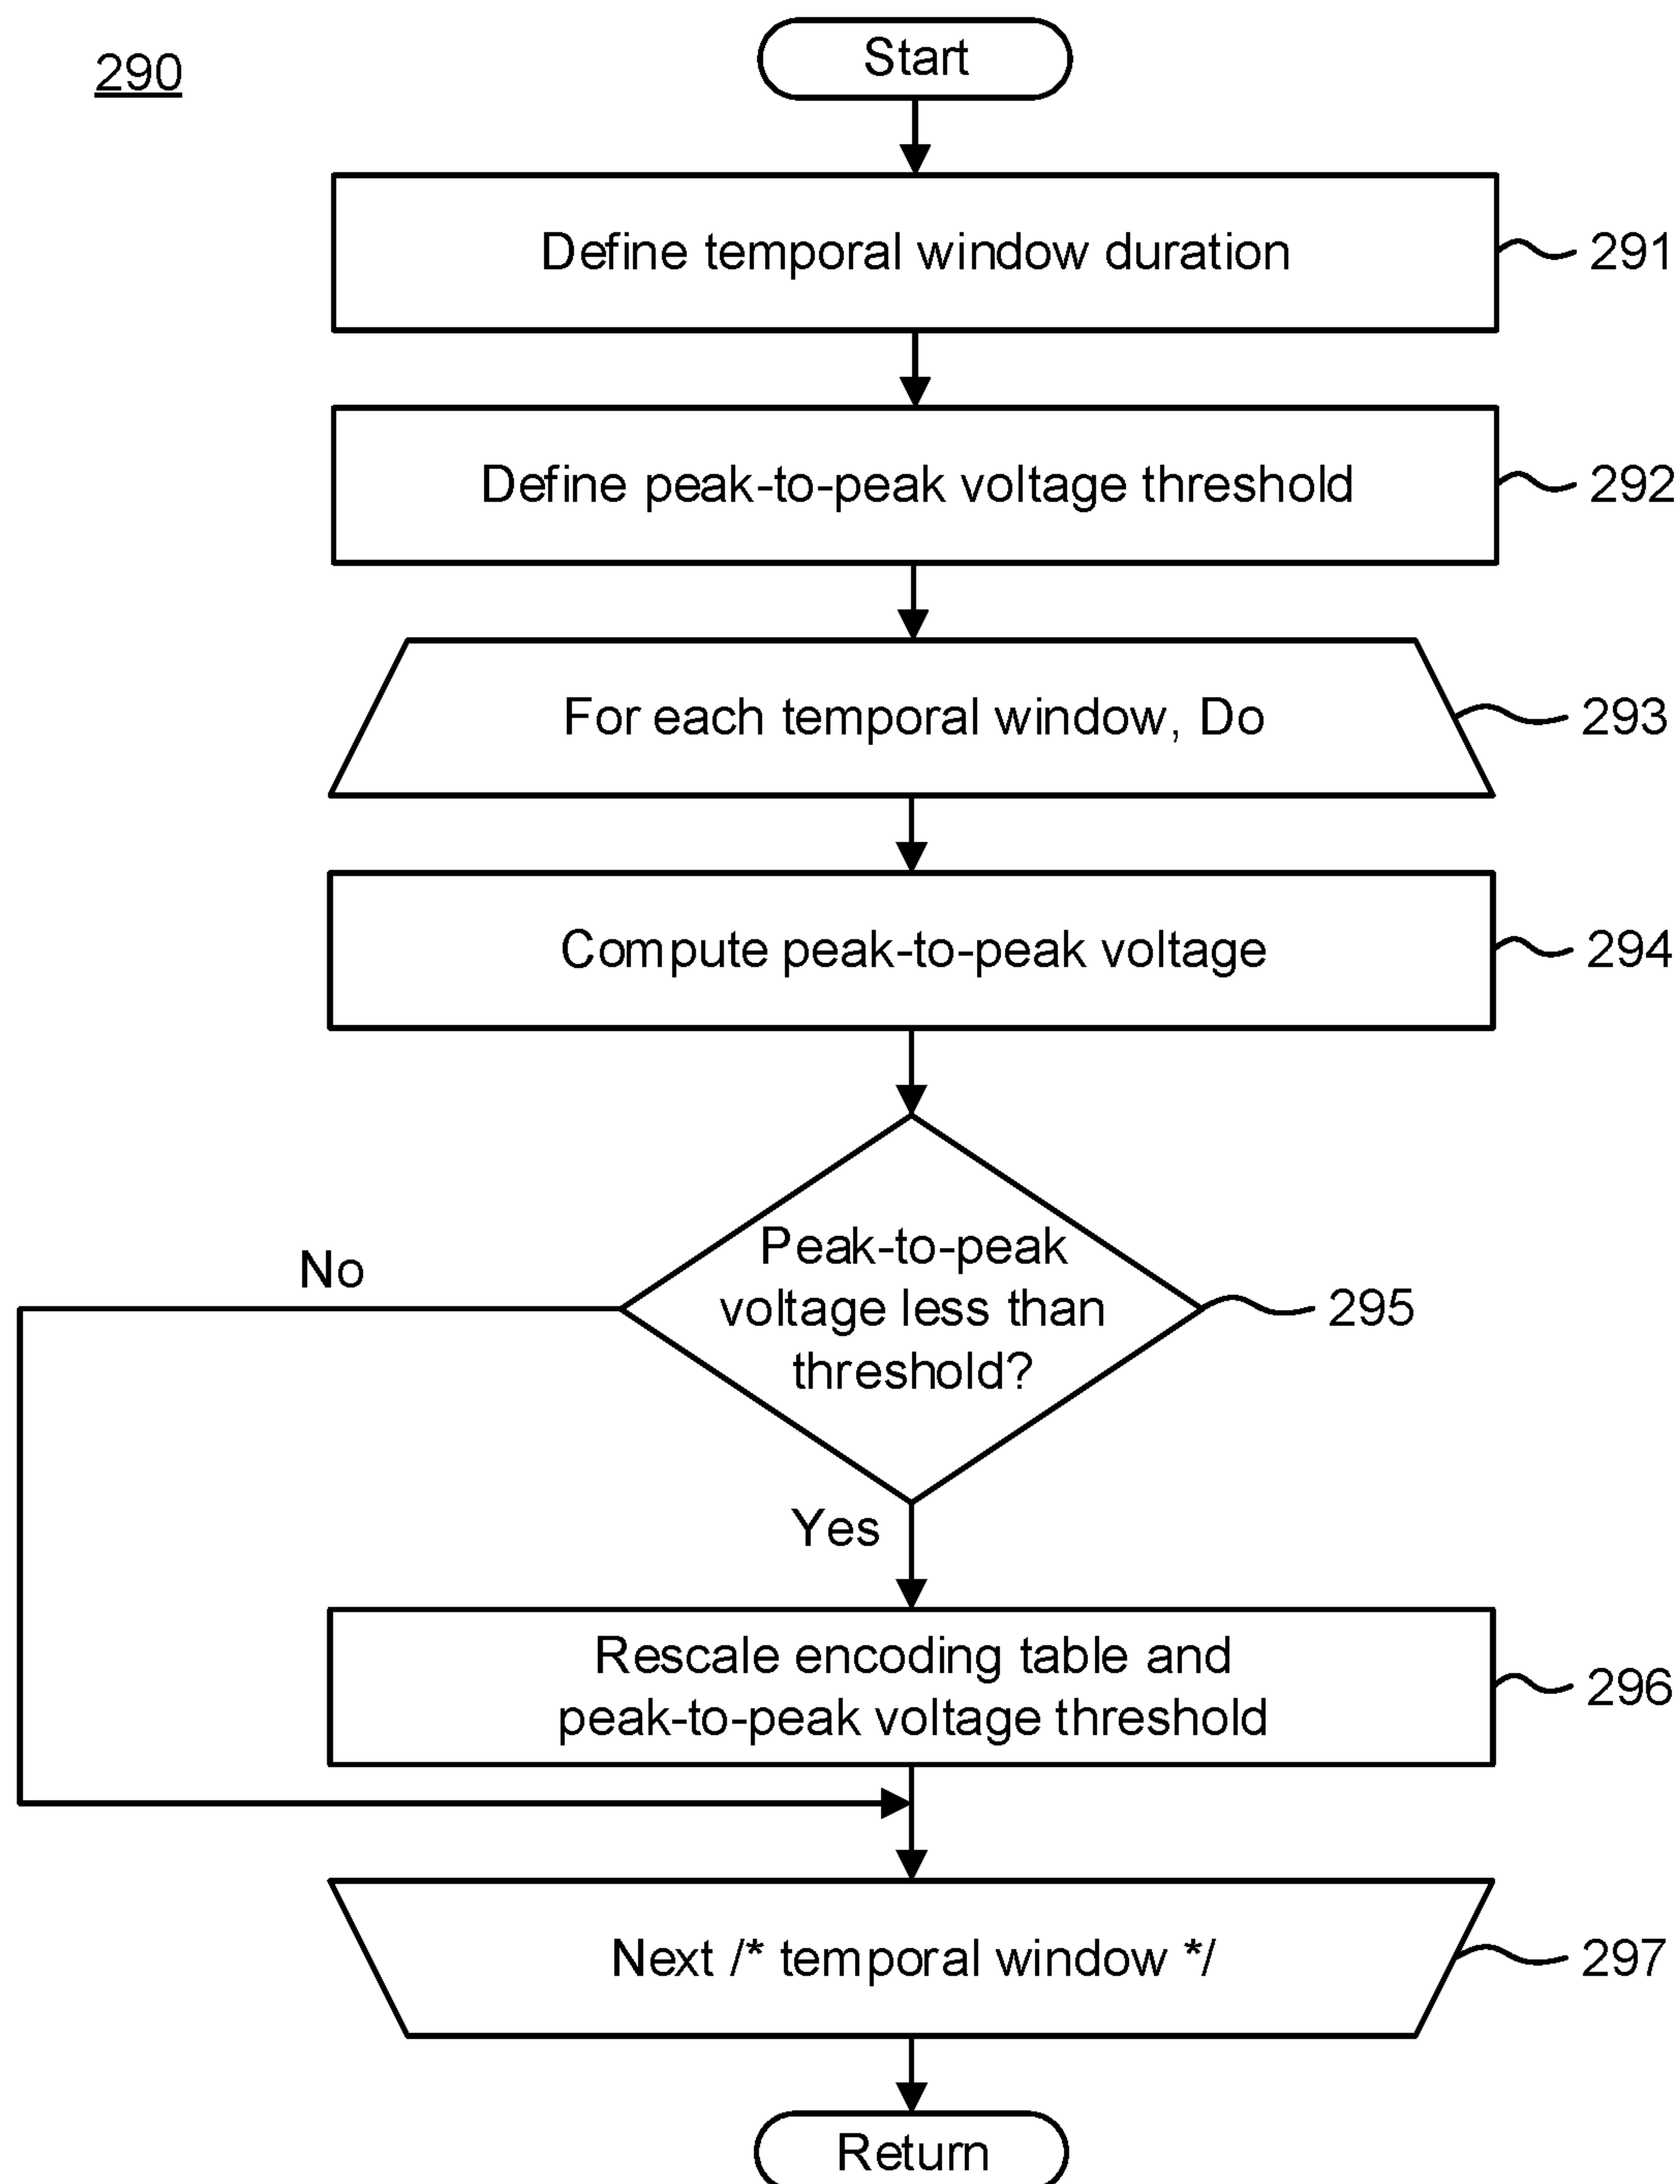 290
Start
Define temporal window duration
291
Define peak-to-peak voltage threshold
292
For each temporal window, Do
293
Compute peak-to-peak voltage
294
Peak-to-peak
voltage less than
threshold?
295
No
Yes
Rescale encoding table and
peak-to-peak voltage threshold
296
Next /* temporal window */
297
Return